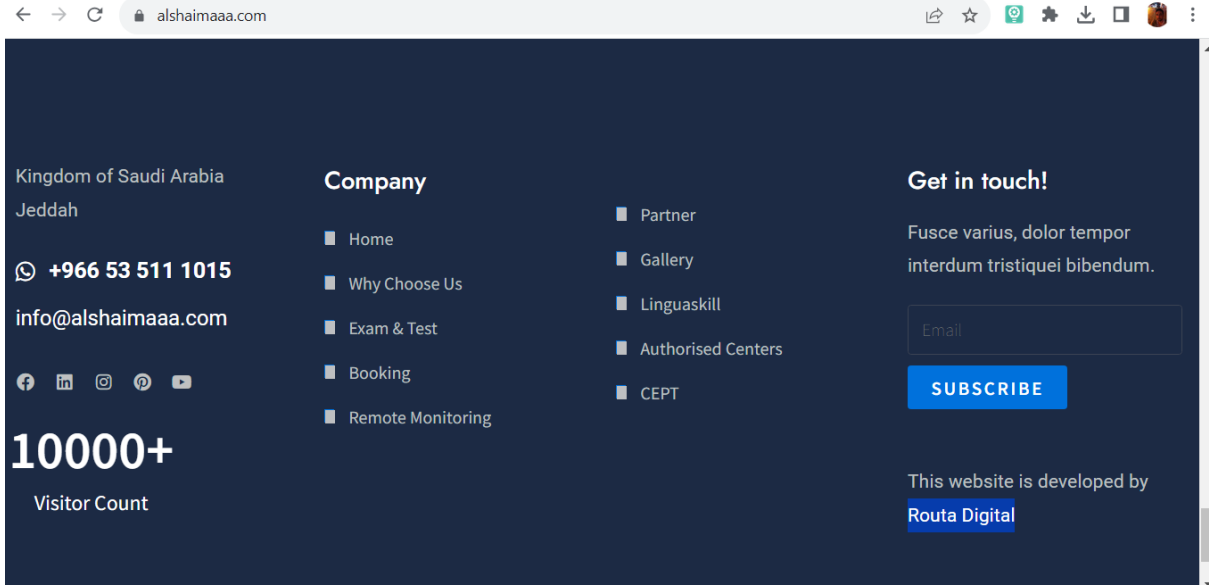 alshaimaaa.com
Kingdom of Saudi Arabia
Jeddah
+966 53 511 1015
info@alshaimaaa.com
10000+
Visitor Count
Company
Home
Why Choose Us
Exam & Test
Booking
Remote Monitoring
Partner
Gallery
Linguaskill
Authorised Centers
CEPT
Get in touch!
Fusce varius, dolor tempor
interdum tristiquei bibendum.
Email
SUBSCRIBE
This website is developed by
Routa Digital